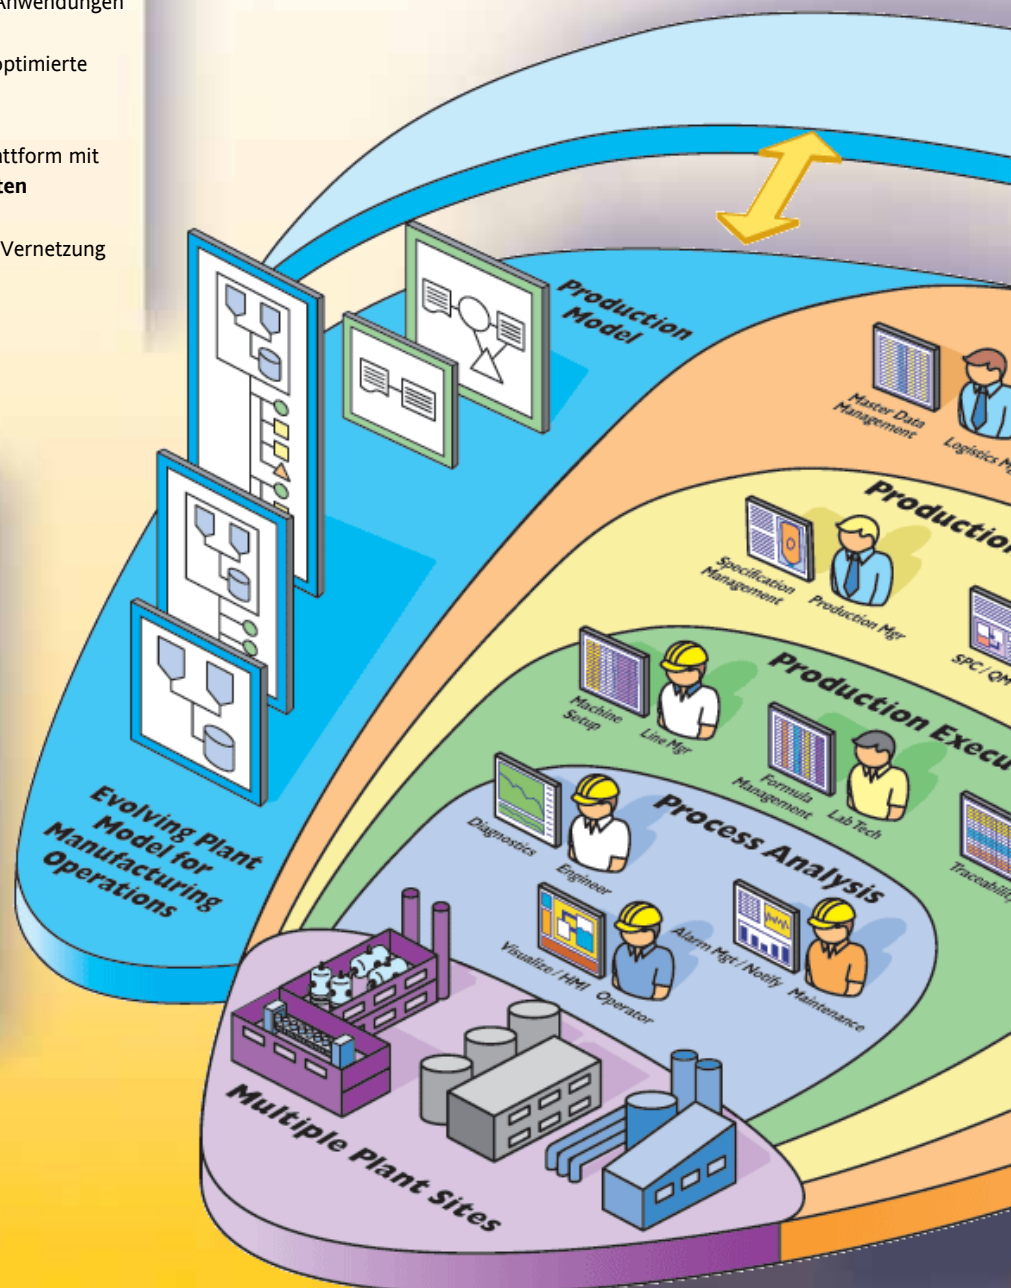 Anwendungen
optimierte
attform mit
ten
Vernetzung
Production
Model
Master Data
Management
Logistics M
Production
Specification
Management
Production Mgr
SPC / QM
Production Execu
Machine
Setup
Line Mgr
Formula
Management
Lab Tech
Traceability
Process Analysis
Diagnostics
Engineer
Visualize / HMI
Operator
Alarm Mgt / Notify
Maintenance
Evolving Plant
Model for
Manufacturing
Operations
Multiple Plant Sites